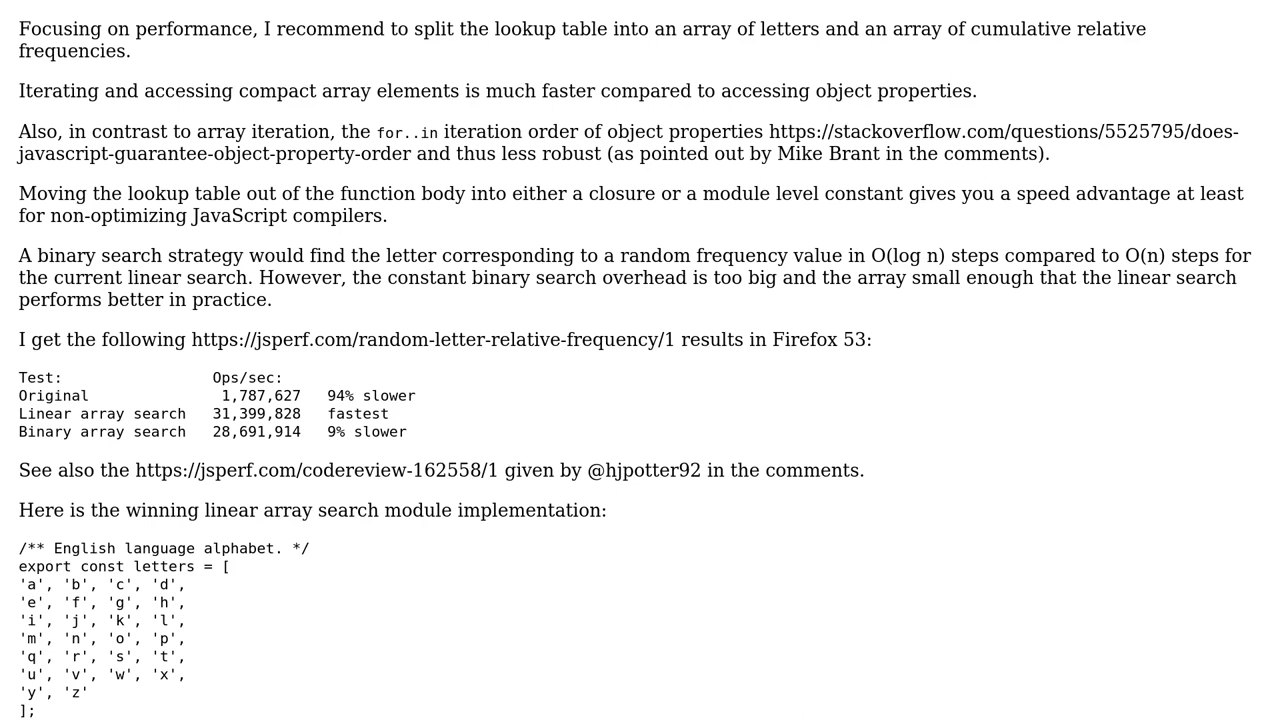 Focusing on performance, I recommend to split the lookup table into an array of letters and an array of cumulative relative
frequencies.
Iterating and accessing compact array elements is much faster compared to accessing object properties.
Also, in contrast to array iteration, the for..in iteration order of object properties https://stackoverflow.com/questions/5525795/does-
javascript-guarantee-object-property-order and thus less robust (as pointed out by Mike Brant in the comments).
Moving the lookup table out of the function body into either a closure or a module level constant gives you a speed advantage at least
for non-optimizing JavaScript compilers.
A binary search strategy would find the letter corresponding to a random frequency value in O(log n) steps compared to O(n) steps for
the current linear search. However, the constant binary search overhead is too big and the array small enough that the linear search
performs better in practice.
I get the following https://jsperf.com/random-letter-relative-frequency/1 results in Firefox 53:
Test:                 Ops/sec:
Original               1,787,627   94% slower
Linear array search   31,399,828   fastest
Binary array search   28,691,914   9% slower
See also the https://jsperf.com/codereview-162558/1 given by @hjpotter92 in the comments.
Here is the winning linear array search module implementation:
/** English language alphabet. */
export const letters = [
'a', 'b', 'c', 'd',
'e', 'f', 'g', 'h',
'i', 'j', 'k', 'l',
'm', 'n', 'o', 'p',
'q', 'r', 's', 't',
'u', 'v', 'w', 'x',
'y', 'z'
];